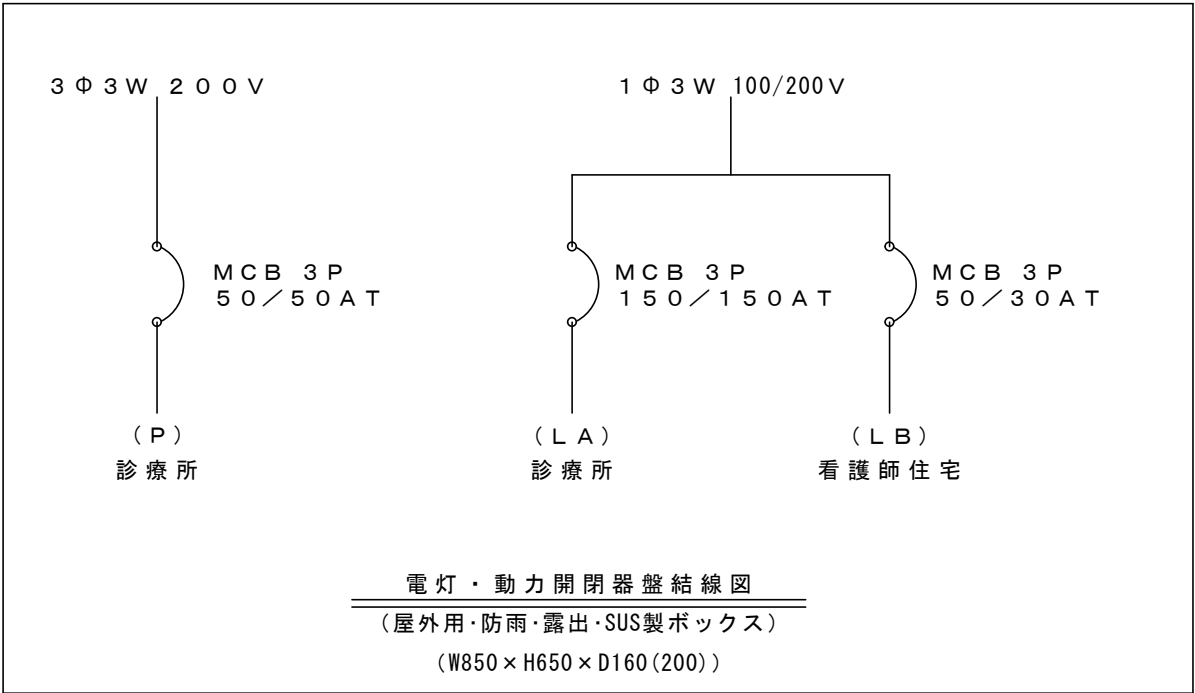 3Φ3W 200V
1Φ3W 100/200V
MCB 3P
50/50AT
MCB 3P
150/150AT
MCB 3P
50/30AT
(P)
診療所
(LA)
診療所
(LB)
看護師住宅
電灯・動力開閉器盤結線図
(屋外用・防雨・露出・SUS製ボックス)
(W850×H650×D160(200))